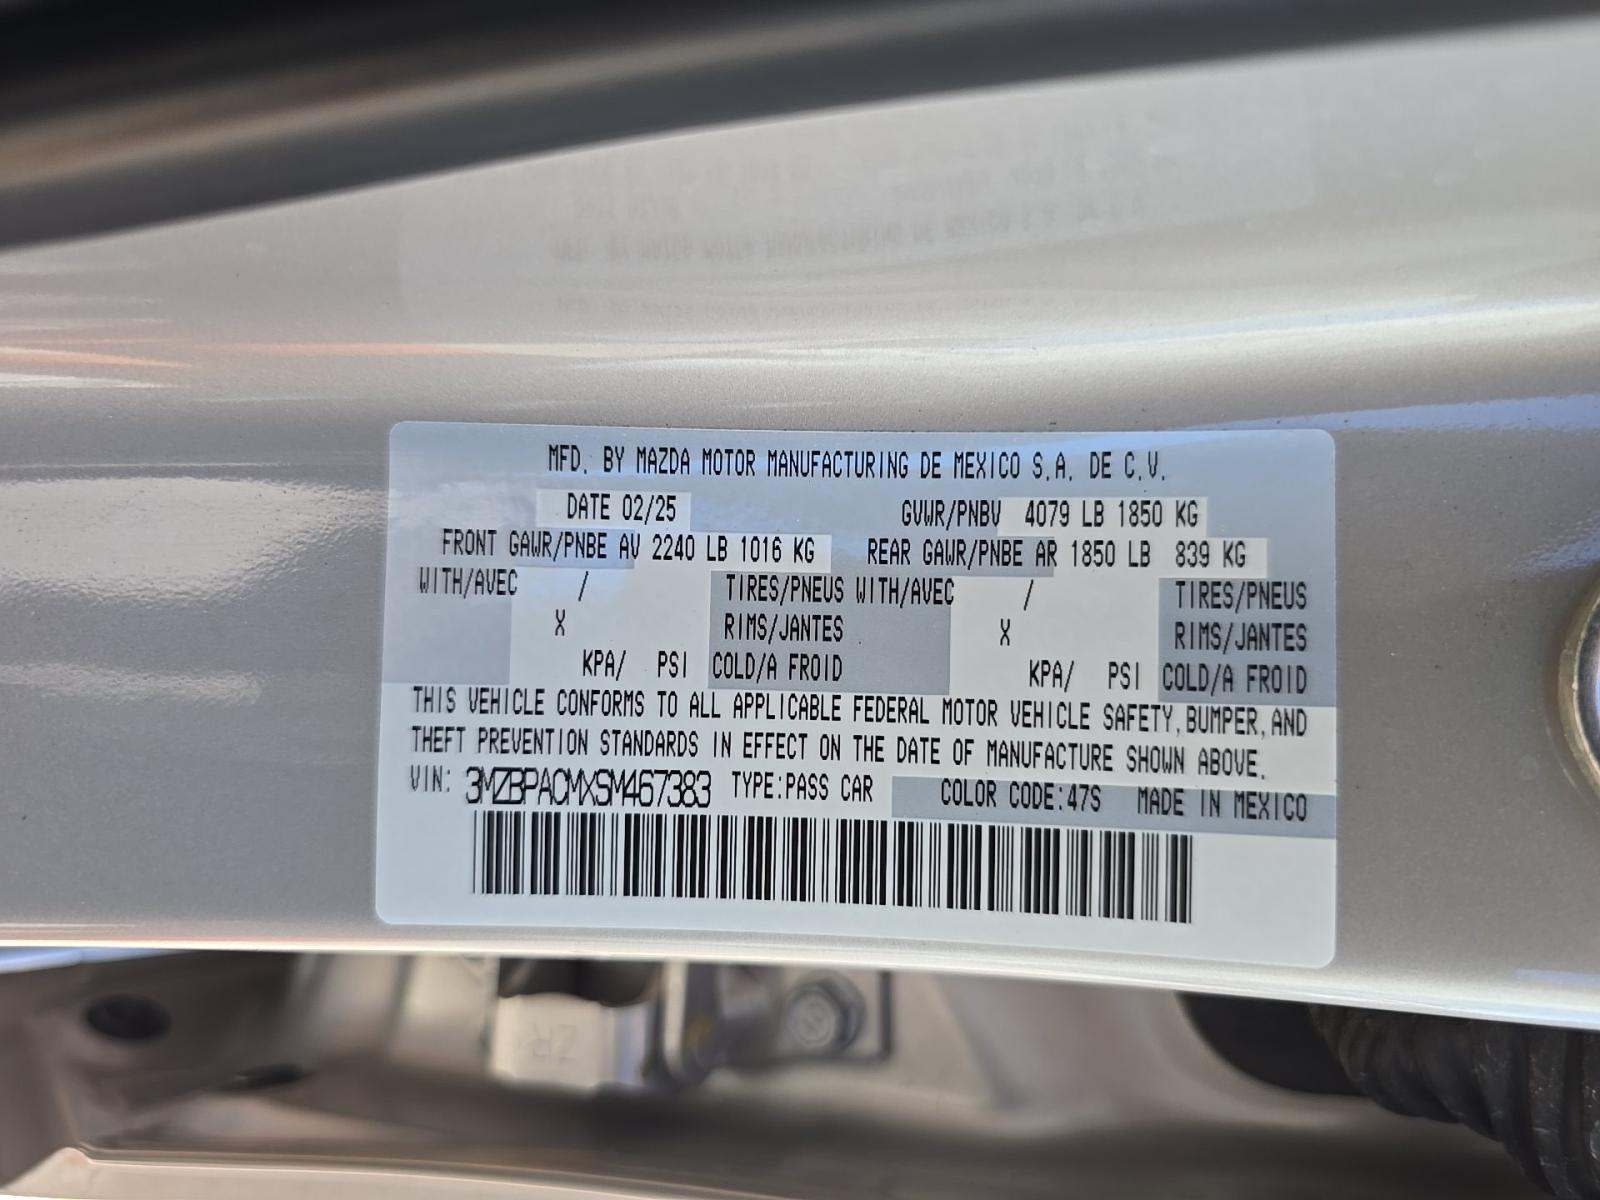 MFD. BY MAZDA MOTOR MANUFACTURING DE MEXICO S.A. DE C.V.
DATE 02/25 GVWR/PNBV 4079 LB 1850 KG
FRONT GAWR/PNBE AV 2240 LB 1016 KG REAR GAWR/PNBE AR 1850 LB 839 KG
WITH/AVEC / TIRES/PNEUS WITH/AVEC / TIRES/PNEUS
X RIMS/JANTES X RIMS/JANTES
KPA/ PSI COLD/A FROID KPA/ PSI COLD/A FROID
THIS VEHICLE CONFORMS TO ALL APPLICABLE FEDERAL MOTOR VEHICLE SAFETY, BUMPER, AND
THEFT PREVENTION STANDARDS IN EFFECT ON THE DATE OF MANUFACTURE SHOWN ABOVE.
VIN: 3MZBPACMXSM467383 TYPE:PASS CAR COLOR CODE:47S MADE IN MEXICO